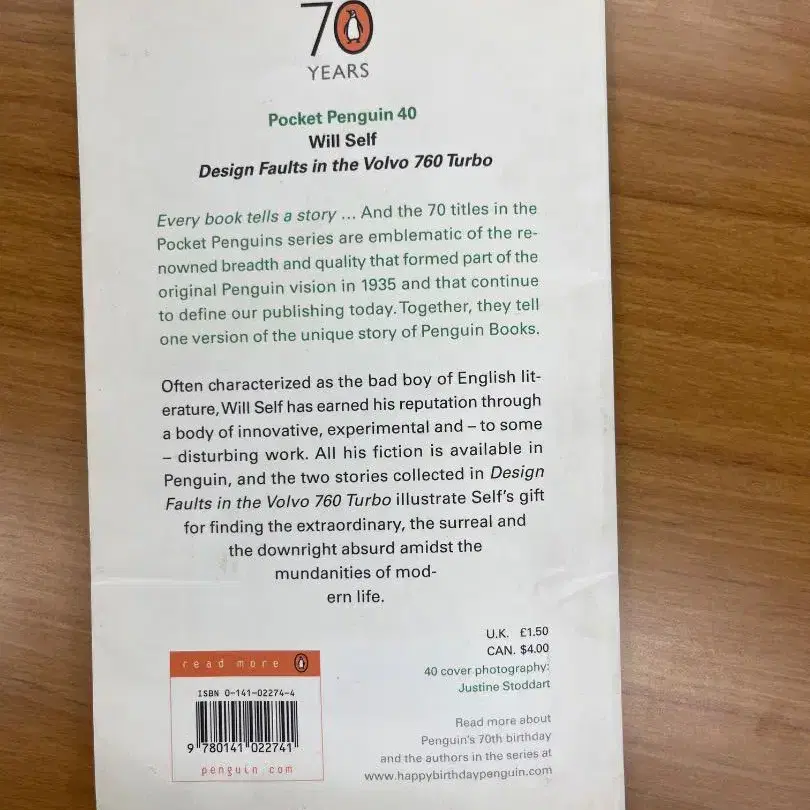 70
YEARS
Pocket Penguin 40
Will Self
Design Faults in the Volvo 760 Turbo
Every book tells a story ... And the 70 titles in the
Pocket Penguins series are emblematic of the re-
nowned breadth and quality that formed part of the
original Penguin vision in 1935 and that continue
to define our publishing today. Together, they tell
one version of the unique story of Penguin Books.
Often characterized as the bad boy of English lit-
erature, Will Self has earned his reputation through
a body of innovative, experimental and – to some
– disturbing work. All his fiction is available in
Penguin, and the two stories collected in Design
Faults in the Volvo 760 Turbo illustrate Self's gift
for finding the extraordinary, the surreal and
the downright absurd amidst the
mundanities of mod-
ern life.
U.K. £1.50
CAN. $4.00
40 cover photography:
Justine Stoddart
read more
ISBN 0-141-02274-4
9 780141 022741
penguin.com
Read more about
Penguin's 70th birthday
and the authors in the series at
www.happybirthdaypenguin.com